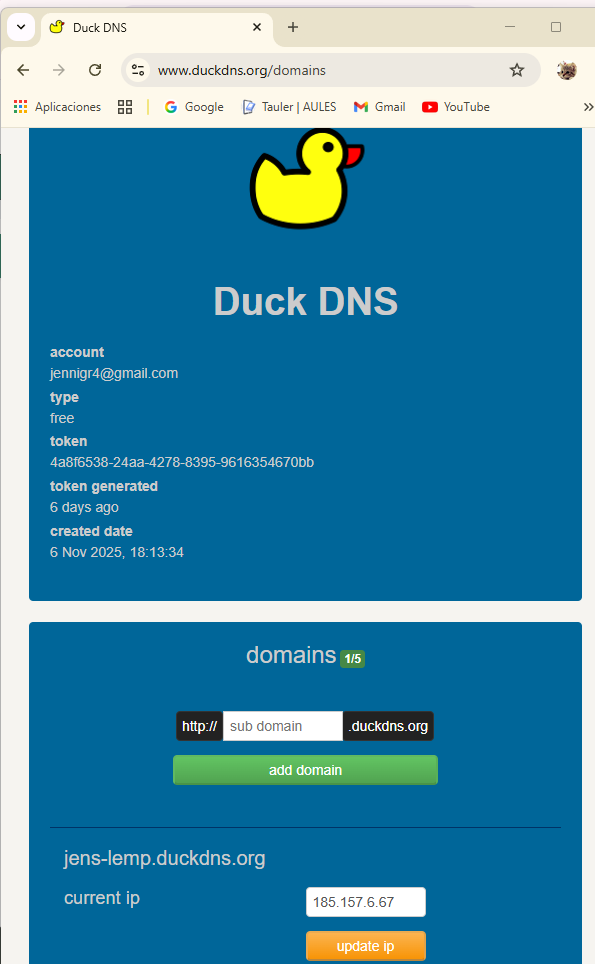 Duck DNS
www.duckdns.org/domains
Aplicaciones Google Tauler | AULES Gmail YouTube »
Duck DNS
account
jennigr4@gmail.com
type
free
token
4a8f6538-24aa-4278-8395-9616354670bb
token generated
6 days ago
created date
6 Nov 2025, 18:13:34
domains 1/5
http:// sub domain .duckdns.org
add domain
jens-lemp.duckdns.org
current ip 185.157.6.67
update ip